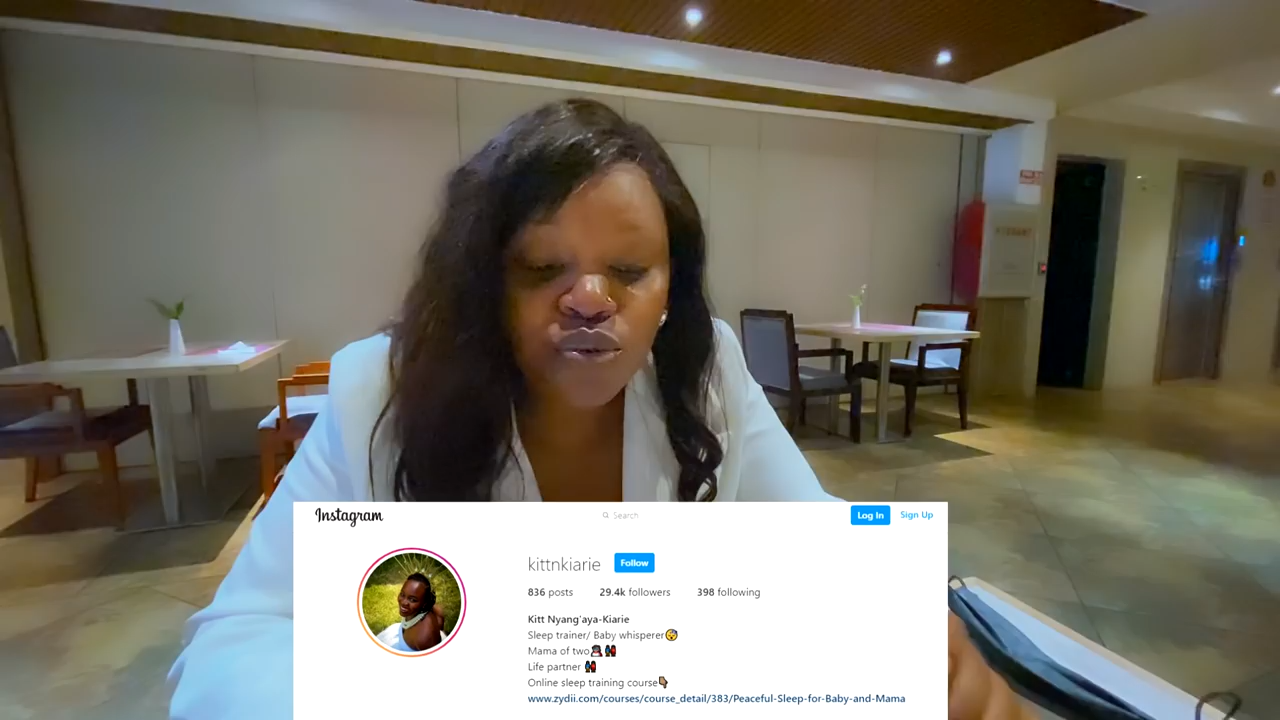 Instagram
Search
Log In
Sign Up
kittnkiarie
Follow
836 posts 29.4k followers 398 following
Kitt Nyang'aya-Kiarie
Sleep trainer/ Baby whisperer😴
Mama of two
Life partner
Online sleep training course
www.zydii.com/courses/course_detail/383/Peaceful-Sleep-for-Baby-and-Mama